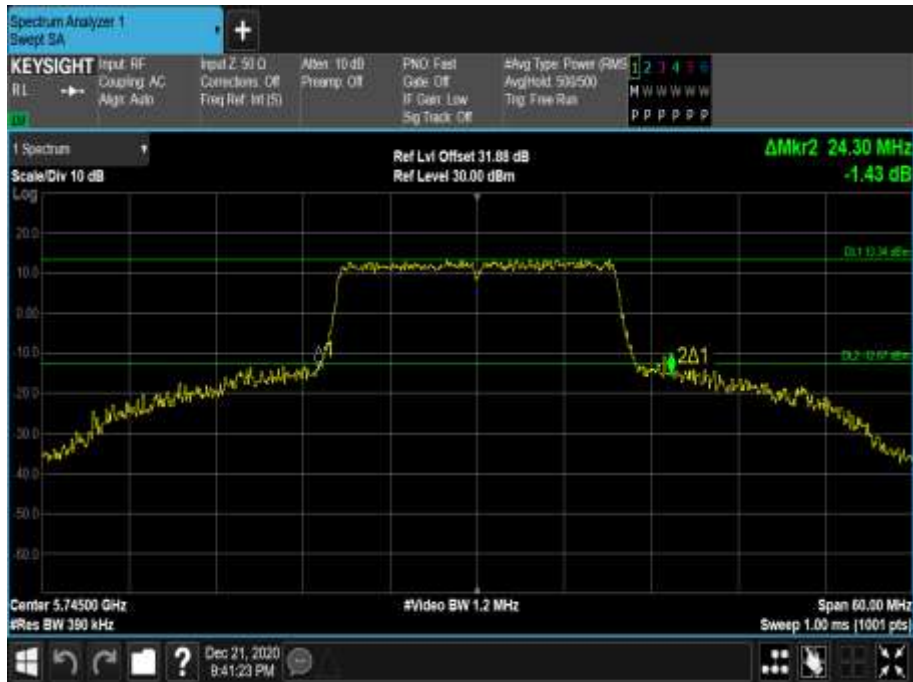 Spectrum Analyzer 1
Swept SA
+
KEYSIGHT
RL
Input: RF
Coupling: AC
Align: Auto
Input Z: 50 Ω
Corrections: Off
Freq Ref: Int (S)
Atten: 10 dB
Preamp: Off
PNO: Fast
Gate: Off
IF Gain: Low
Sig Track: Off
#Avg Type: Power (RMS
Avg|Hold: 500/500
Trig: Free Run
1 2 3 4 5 6
M W W W W W
P P P P P P
1 Spectrum
Scale/Div 10 dB
Log
Ref Lvl Offset 31.88 dB
Ref Level 30.00 dBm
ΔMkr2 24.30 MHz
-1.43 dB
20.0
10.0
0.00
-10.0
-20.0
-30.0
-40.0
-50.0
-60.0
DL1 13.34 dBm
2Δ1
Center 5.74500 GHz
#Res BW 390 kHz
#Video BW 1.2 MHz
Span 60.00 MHz
Sweep 1.00 ms (1001 pts)
?
Dec 21, 2020
9:41:23 PM